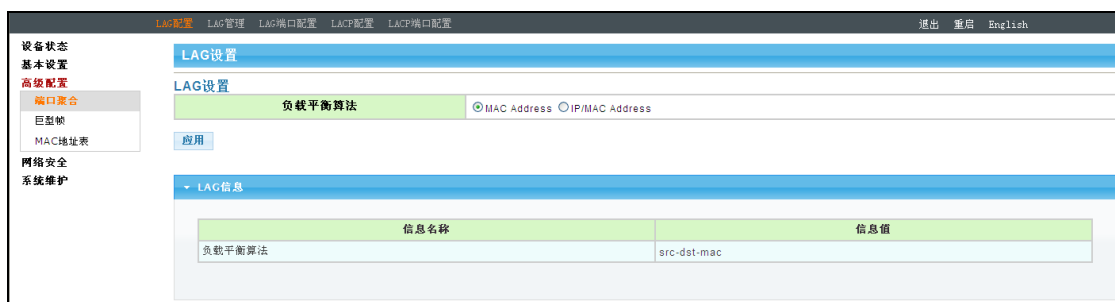 LAG配置 LAG管理 LAG端口配置 LACP配置 LACP端口配置 退出 重启 English
设备状态
基本设置
高级配置
端口聚合
巨型帧
MAC地址表
网络安全
系统维护
LAG设置
LAG设置
负载平衡算法 MAC Address IP/MAC Address
应用
LAG信息
信息名称 信息值
负载平衡算法 src-dst-mac